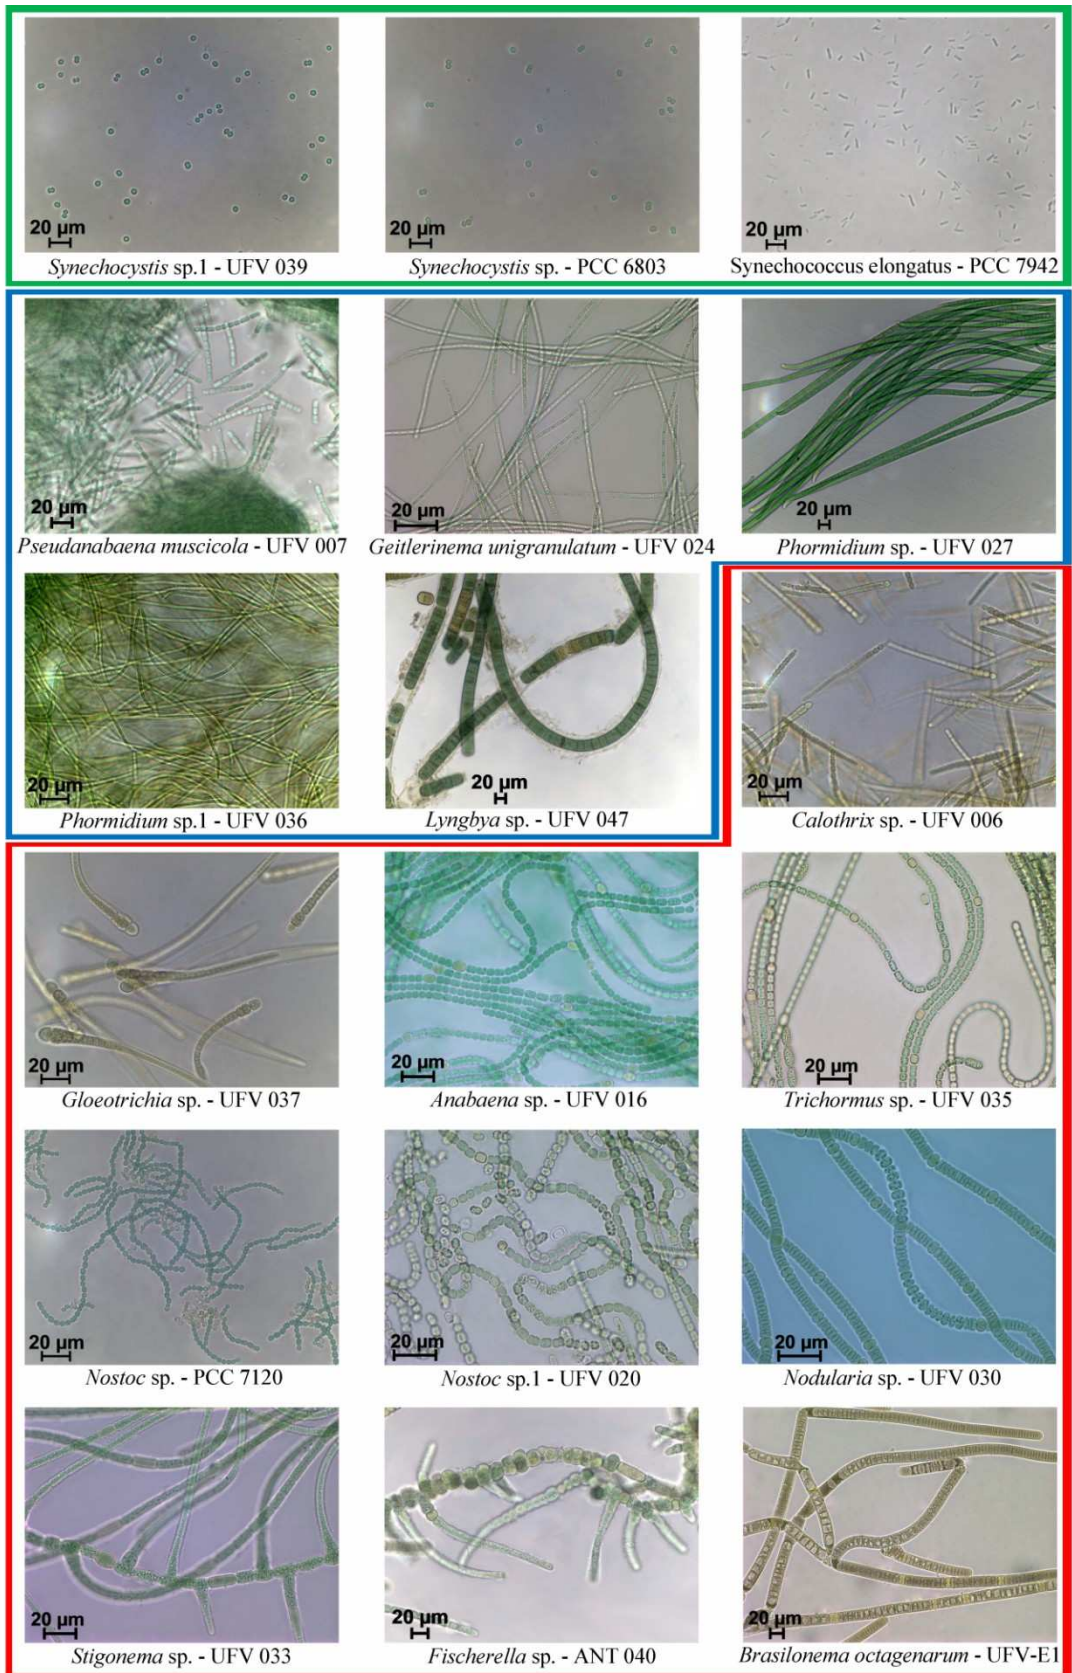 20 µm
20 µm
20 µm
Synechocystis sp.1 - UFV 039
Synechocystis sp. - PCC 6803
Synechococcus elongatus - PCC 7942
20 µm
20 µm
20 µm
Pseudanabaena muscicola - UFV 007
Geitlerinema unigranulatum - UFV 024
Phormidium sp. - UFV 027
20 µm
20 µm
20 µm
Phormidium sp.1 - UFV 036
Lyngbya sp. - UFV 047
Calothrix sp. - UFV 006
20 µm
20 µm
20 µm
Gloeotrichia sp. - UFV 037
Anabaena sp. - UFV 016
Trichormus sp. - UFV 035
20 µm
20 µm
20 µm
Nostoc sp. - PCC 7120
Nostoc sp.1 - UFV 020
Nodularia sp. - UFV 030
20 µm
20 µm
20 µm
Stigonema sp. - UFV 033
Fischerella sp. - ANT 040
Brasilonema octagenarum - UFV-E1